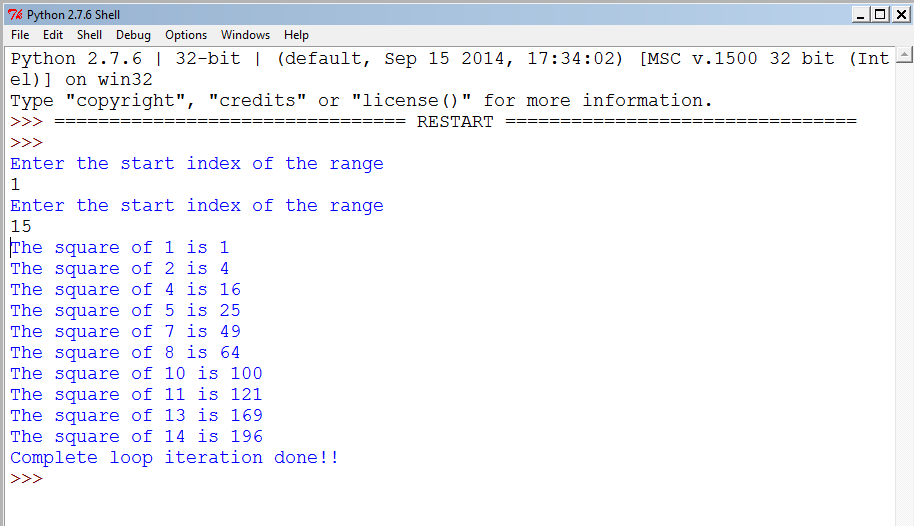 Python 2.7.6 Shell
File Edit Shell Debug Options Windows Help
Python 2.7.6 | 32-bit | (default, Sep 15 2014, 17:34:02) [MSC v.1500 32 bit (Int
el)] on win32
Type "copyright", "credits" or "license()" for more information.
>>> ================================ RESTART ================================
>>>
Enter the start index of the range
1
Enter the start index of the range
15
The square of 1 is 1
The square of 2 is 4
The square of 4 is 16
The square of 5 is 25
The square of 7 is 49
The square of 8 is 64
The square of 10 is 100
The square of 11 is 121
The square of 13 is 169
The square of 14 is 196
Complete loop iteration done!!
>>>